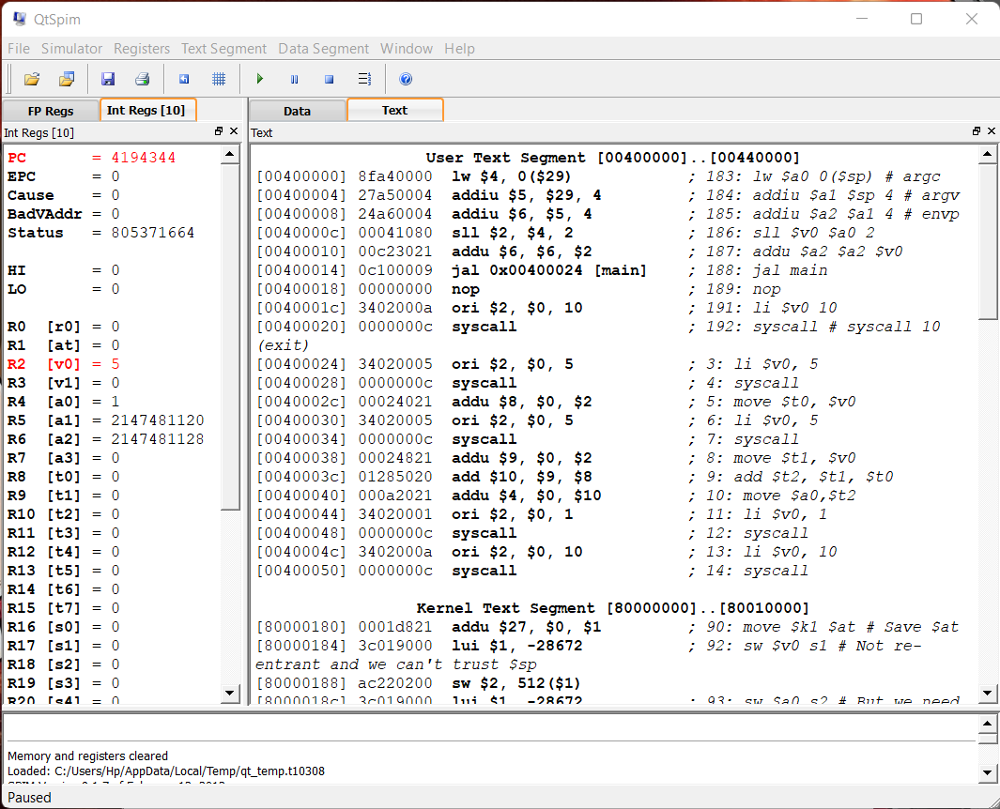 QtSpim
File Simulator Registers Text Segment Data Segment Window Help
FP Regs Int Regs [10] Data Text
Int Regs [10]
PC = 4194344
EPC = 0
Cause = 0
BadVAddr = 0
Status = 805371664
HI = 0
LO = 0
R0 [r0] = 0
R1 [at] = 0
R2 [v0] = 5
R3 [v1] = 0
R4 [a0] = 1
R5 [a1] = 2147481120
R6 [a2] = 2147481128
R7 [a3] = 0
R8 [t0] = 0
R9 [t1] = 0
R10 [t2] = 0
R11 [t3] = 0
R12 [t4] = 0
R13 [t5] = 0
R14 [t6] = 0
R15 [t7] = 0
R16 [s0] = 0
R17 [s1] = 0
R18 [s2] = 0
R19 [s3] = 0
R20 [s4] = 0
Text
User Text Segment [00400000]..[00440000]
[00400000] 8fa40000 lw $4, 0($29) ; 183: lw $a0 0($sp) # argc
[00400004] 27a50004 addiu $5, $29, 4 ; 184: addiu $a1 $sp 4 # argv
[00400008] 24a60004 addiu $6, $5, 4 ; 185: addiu $a2 $a1 4 # envp
[0040000c] 00041080 sll $2, $4, 2 ; 186: sll $v0 $a0 2
[00400010] 00c23021 addu $6, $6, $2 ; 187: addu $a2 $a2 $v0
[00400014] 0c100009 jal 0x00400024 [main] ; 188: jal main
[00400018] 00000000 nop ; 189: nop
[0040001c] 3402000a ori $2, $0, 10 ; 191: li $v0 10
[00400020] 0000000c syscall ; 192: syscall # syscall 10
(exit)
[00400024] 34020005 ori $2, $0, 5 ; 3: li $v0, 5
[00400028] 0000000c syscall ; 4: syscall
[0040002c] 00024021 addu $8, $0, $2 ; 5: move $t0, $v0
[00400030] 34020005 ori $2, $0, 5 ; 6: li $v0, 5
[00400034] 0000000c syscall ; 7: syscall
[00400038] 00024821 addu $9, $0, $2 ; 8: move $t1, $v0
[0040003c] 01285020 add $10, $9, $8 ; 9: add $t2, $t1, $t0
[00400040] 000a2021 addu $4, $0, $10 ; 10: move $a0,$t2
[00400044] 34020001 ori $2, $0, 1 ; 11: li $v0, 1
[00400048] 0000000c syscall ; 12: syscall
[0040004c] 3402000a ori $2, $0, 10 ; 13: li $v0, 10
[00400050] 0000000c syscall ; 14: syscall
Kernel Text Segment [80000000]..[80010000]
[80000180] 0001d821 addu $27, $0, $1 ; 90: move $k1 $at # Save $at
[80000184] 3c019000 lui $1, -28672 ; 92: sw $v0 s1 # Not re-
entrant and we can't trust $sp
[80000188] ac220200 sw $2, 512($1)
[8000018c] 3c019000 lui $1, -28672 ; 93: sw $a0 s2 # But we need
Memory and registers cleared
Loaded: C:/Users/Hp/AppData/Local/Temp/qt_temp.t10308
Paused